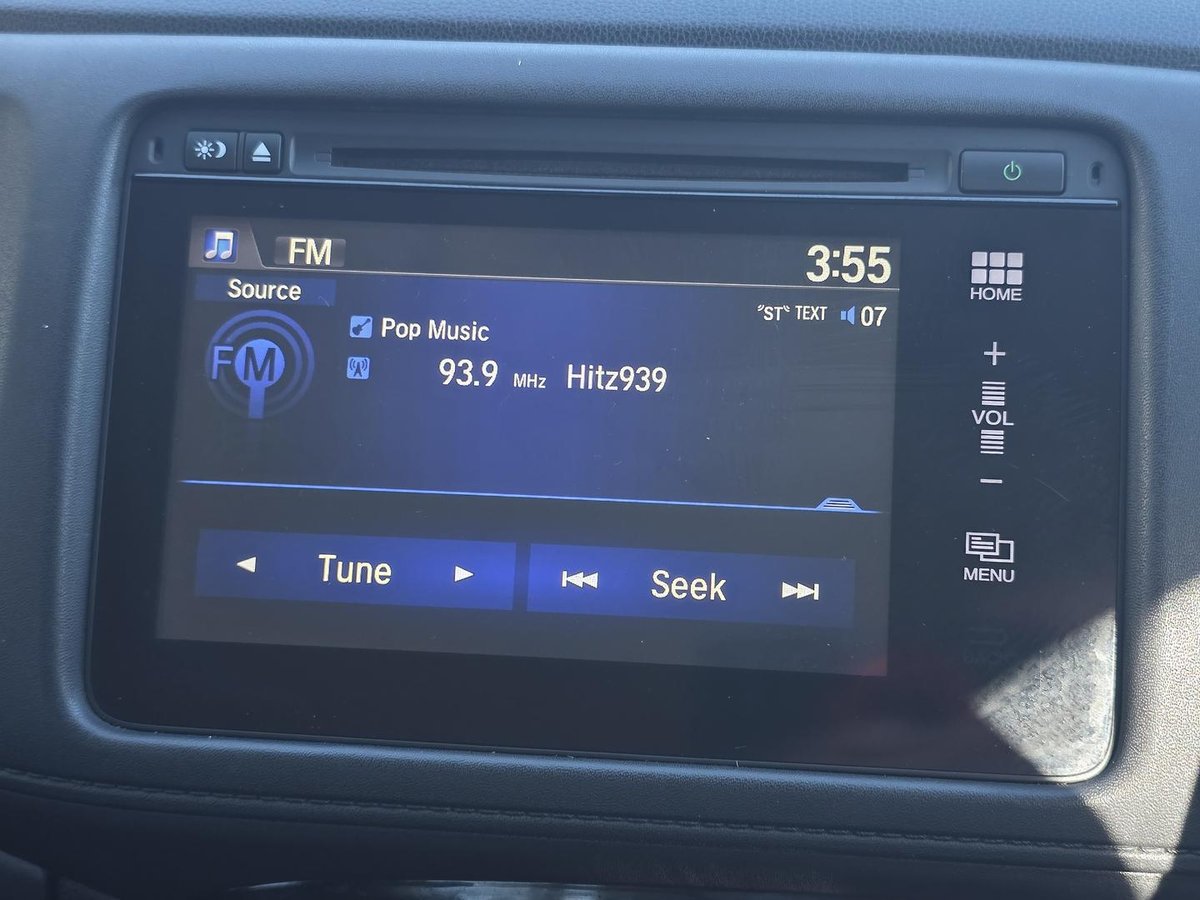 FM
3:55
Source
FM
"ST" TEXT 07
Pop Music
93.9 MHz Hitz939
Tune
Seek
HOME
+
VOL
−
MENU